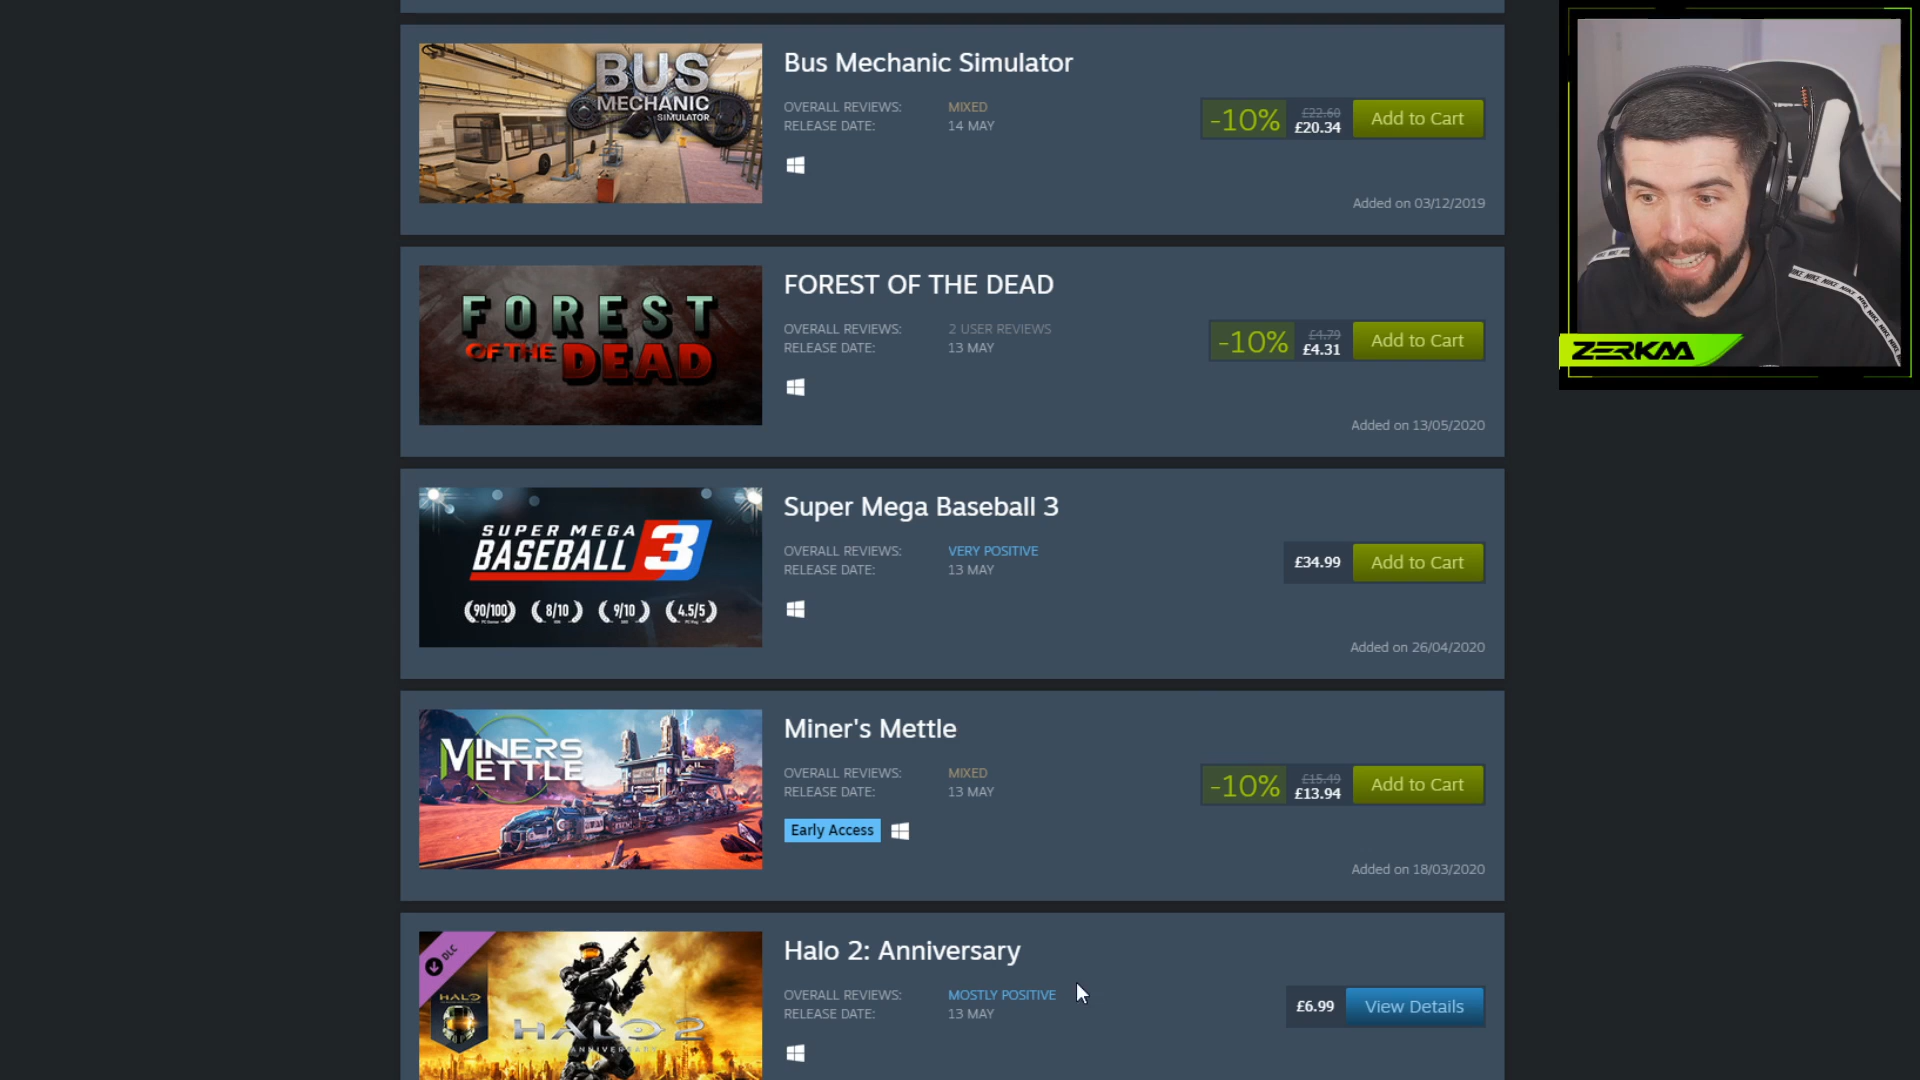 BUS
MECHANIC
SIMULATOR
Bus Mechanic Simulator
OVERALL REVIEWS: MIXED
RELEASE DATE: 14 MAY
-10% £22.60 £20.34 Add to Cart
Added on 03/12/2019
FOREST
OF THE DEAD
FOREST OF THE DEAD
OVERALL REVIEWS: 2 USER REVIEWS
RELEASE DATE: 13 MAY
-10% £4.79 £4.31 Add to Cart
Added on 13/05/2020
SUPER MEGA
BASEBALL 3
90/100 8/10 9/10 4.5/5
Super Mega Baseball 3
OVERALL REVIEWS: VERY POSITIVE
RELEASE DATE: 13 MAY
£34.99 Add to Cart
Added on 26/04/2020
MINERS
METTLE
Miner's Mettle
OVERALL REVIEWS: MIXED
RELEASE DATE: 13 MAY
Early Access
-10% £15.49 £13.94 Add to Cart
Added on 18/03/2020
DLC
HALO
HALO 2
ANNIVERSARY
Halo 2: Anniversary
OVERALL REVIEWS: MOSTLY POSITIVE
RELEASE DATE: 13 MAY
£6.99 View Details
NIKE NIKE NIKE NIKE
ZERKAA